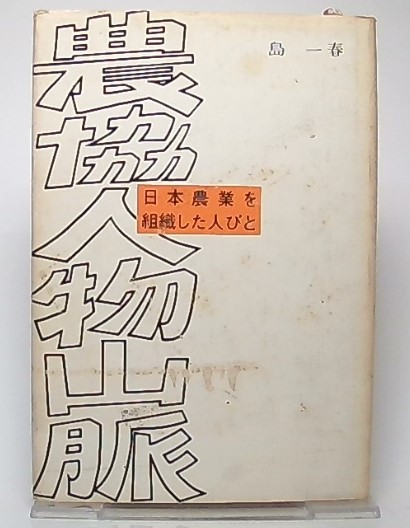 農協人物山脈
島 一春
日本農業を
組織した人びと